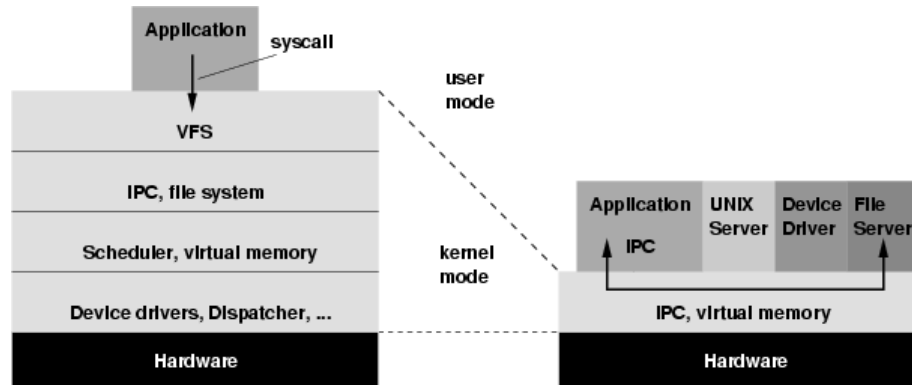 Application
syscall
VFS
IPC, file system
Scheduler, virtual memory
Device drivers, Dispatcher, ...
Hardware
user
mode
kernel
mode
Application
IPC
UNIX
Server
Device
Driver
File
Server
IPC, virtual memory
Hardware